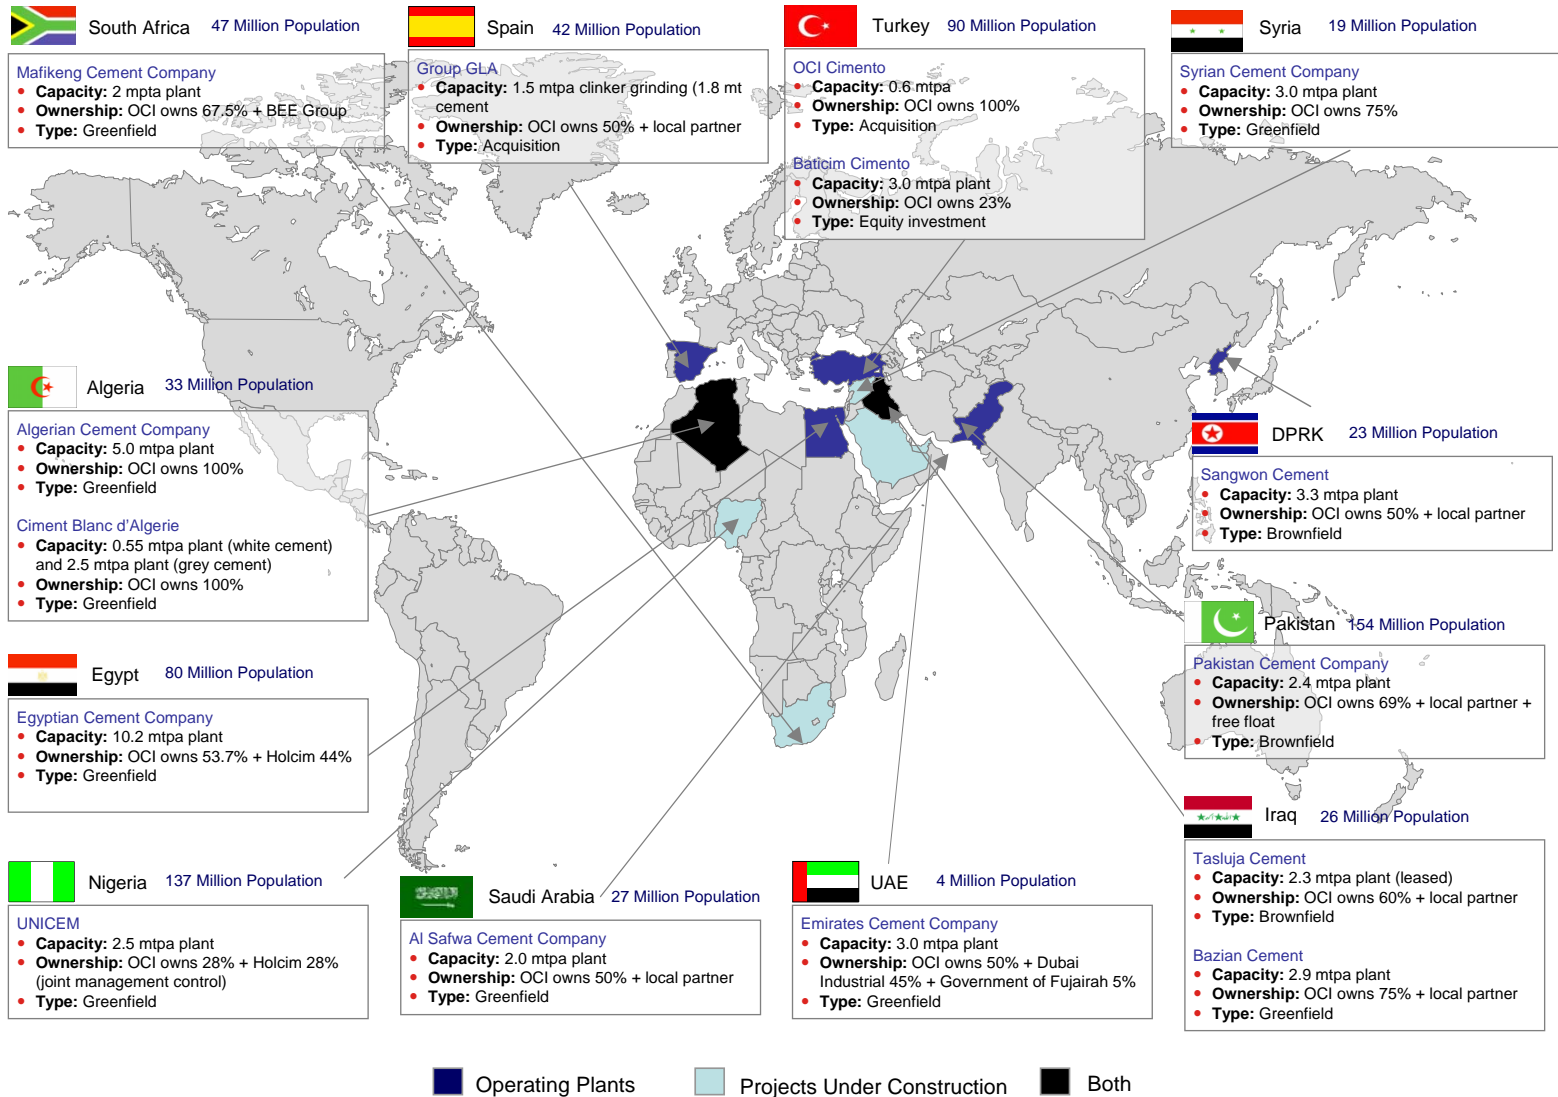 South Africa 47 Million Population
Mafikeng Cement Company
• Capacity: 2 mpta plant
• Ownership: OCI owns 67.5% + BEE Group
• Type: Greenfield
Spain 42 Million Population
Group GLA
• Capacity: 1.5 mtpa clinker grinding (1.8 mt
cement
• Ownership: OCI owns 50% + local partner
• Type: Acquisition
Turkey 90 Million Population
OCI Cimento
• Capacity: 0.6 mtpa
• Ownership: OCI owns 100%
• Type: Acquisition
Baticim Cimento
• Capacity: 3.0 mtpa plant
• Ownership: OCI owns 23%
• Type: Equity investment
Syria 19 Million Population
Syrian Cement Company
• Capacity: 3.0 mtpa plant
• Ownership: OCI owns 75%
• Type: Greenfield
Algeria 33 Million Population
Algerian Cement Company
• Capacity: 5.0 mtpa plant
• Ownership: OCI owns 100%
• Type: Greenfield
Ciment Blanc d'Algerie
• Capacity: 0.55 mtpa plant (white cement)
and 2.5 mtpa plant (grey cement)
• Ownership: OCI owns 100%
• Type: Greenfield
DPRK 23 Million Population
Sangwon Cement
• Capacity: 3.3 mtpa plant
• Ownership: OCI owns 50% + local partner
• Type: Brownfield
Egypt 80 Million Population
Egyptian Cement Company
• Capacity: 10.2 mtpa plant
• Ownership: OCI owns 53.7% + Holcim 44%
• Type: Greenfield
Pakistan 154 Million Population
Pakistan Cement Company
• Capacity: 2.4 mtpa plant
• Ownership: OCI owns 69% + local partner +
free float
• Type: Brownfield
Nigeria 137 Million Population
UNICEM
• Capacity: 2.5 mtpa plant
• Ownership: OCI owns 28% + Holcim 28%
(joint management control)
• Type: Greenfield
Saudi Arabia 27 Million Population
Al Safwa Cement Company
• Capacity: 2.0 mtpa plant
• Ownership: OCI owns 50% + local partner
• Type: Greenfield
UAE 4 Million Population
Emirates Cement Company
• Capacity: 3.0 mtpa plant
• Ownership: OCI owns 50% + Dubai
Industrial 45% + Government of Fujairah 5%
• Type: Greenfield
Iraq 26 Million Population
Tasluja Cement
• Capacity: 2.3 mtpa plant (leased)
• Ownership: OCI owns 60% + local partner
• Type: Brownfield
Bazian Cement
• Capacity: 2.9 mtpa plant
• Ownership: OCI owns 75% + local partner
• Type: Greenfield
Operating Plants Projects Under Construction Both